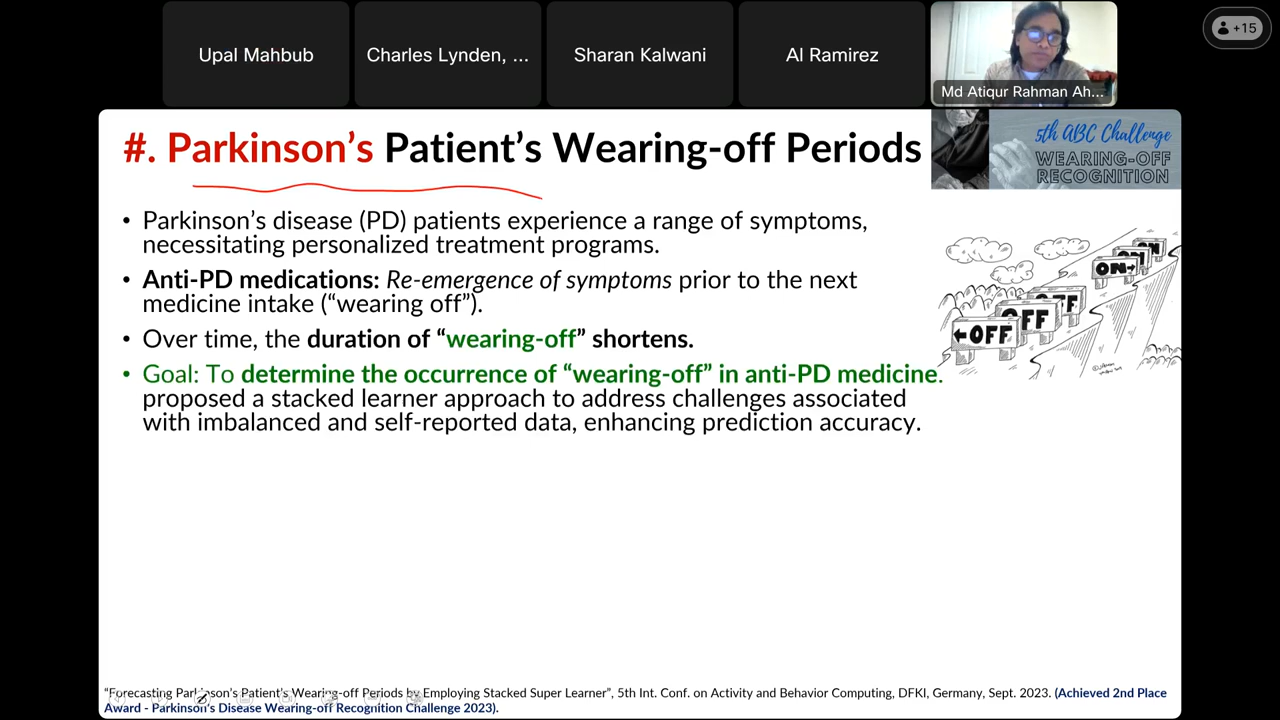 Upal Mahbub
Charles Lynden, ...
Sharan Kalwani
Al Ramirez
Md Atiqur Rahman Ah...
+15
#. Parkinson’s Patient’s Wearing-off Periods
5th ABC Challenge
WEARING-OFF
RECOGNITION
• Parkinson’s disease (PD) patients experience a range of symptoms,
necessitating personalized treatment programs.
• Anti-PD medications: Re-emergence of symptoms prior to the next
medicine intake (“wearing off”).
• Over time, the duration of “wearing-off” shortens.
• Goal: To determine the occurrence of “wearing-off” in anti-PD medicine.
proposed a stacked learner approach to address challenges associated
with imbalanced and self-reported data, enhancing prediction accuracy.
ON
ON
ON→
OFF
OFF
←OFF
“Forecasting Parkinson’s Patient’s Wearing-off Periods by Employing Stacked Super Learner”, 5th Int. Conf. on Activity and Behavior Computing, DFKI, Germany, Sept. 2023. (Achieved 2nd Place
Award - Parkinson’s Disease Wearing-off Recognition Challenge 2023).